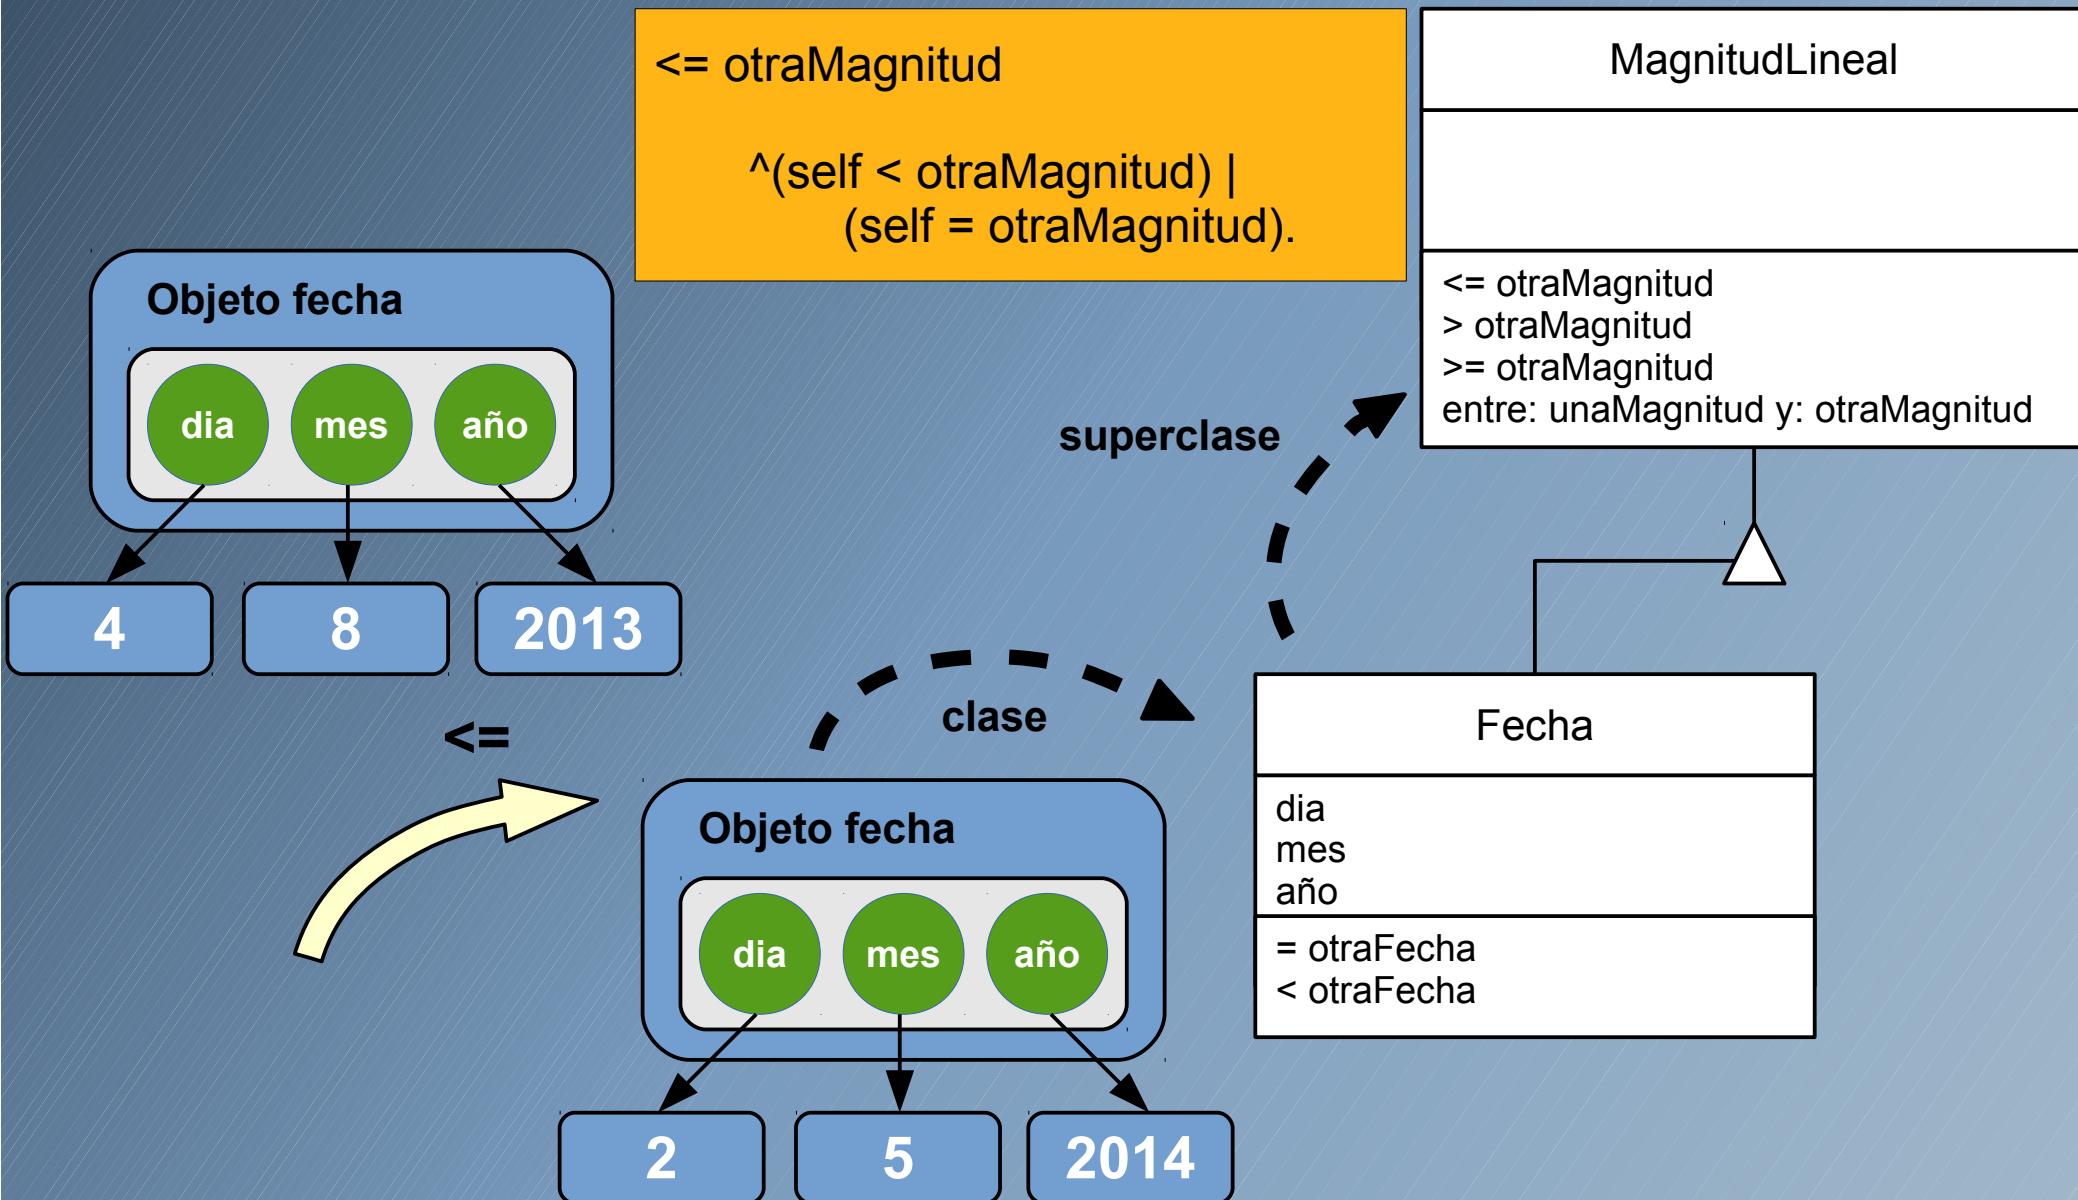 <= otraMagnitud
^(self < otraMagnitud) |
(self = otraMagnitud).
MagnitudLineal
<= otraMagnitud
> otraMagnitud
>= otraMagnitud
entre: unaMagnitud y: otraMagnitud
Objeto fecha
dia mes año
4 8 2013
superclase
<=
clase
Fecha
dia
mes
año
= otraFecha
< otraFecha
Objeto fecha
dia mes año
2 5 2014